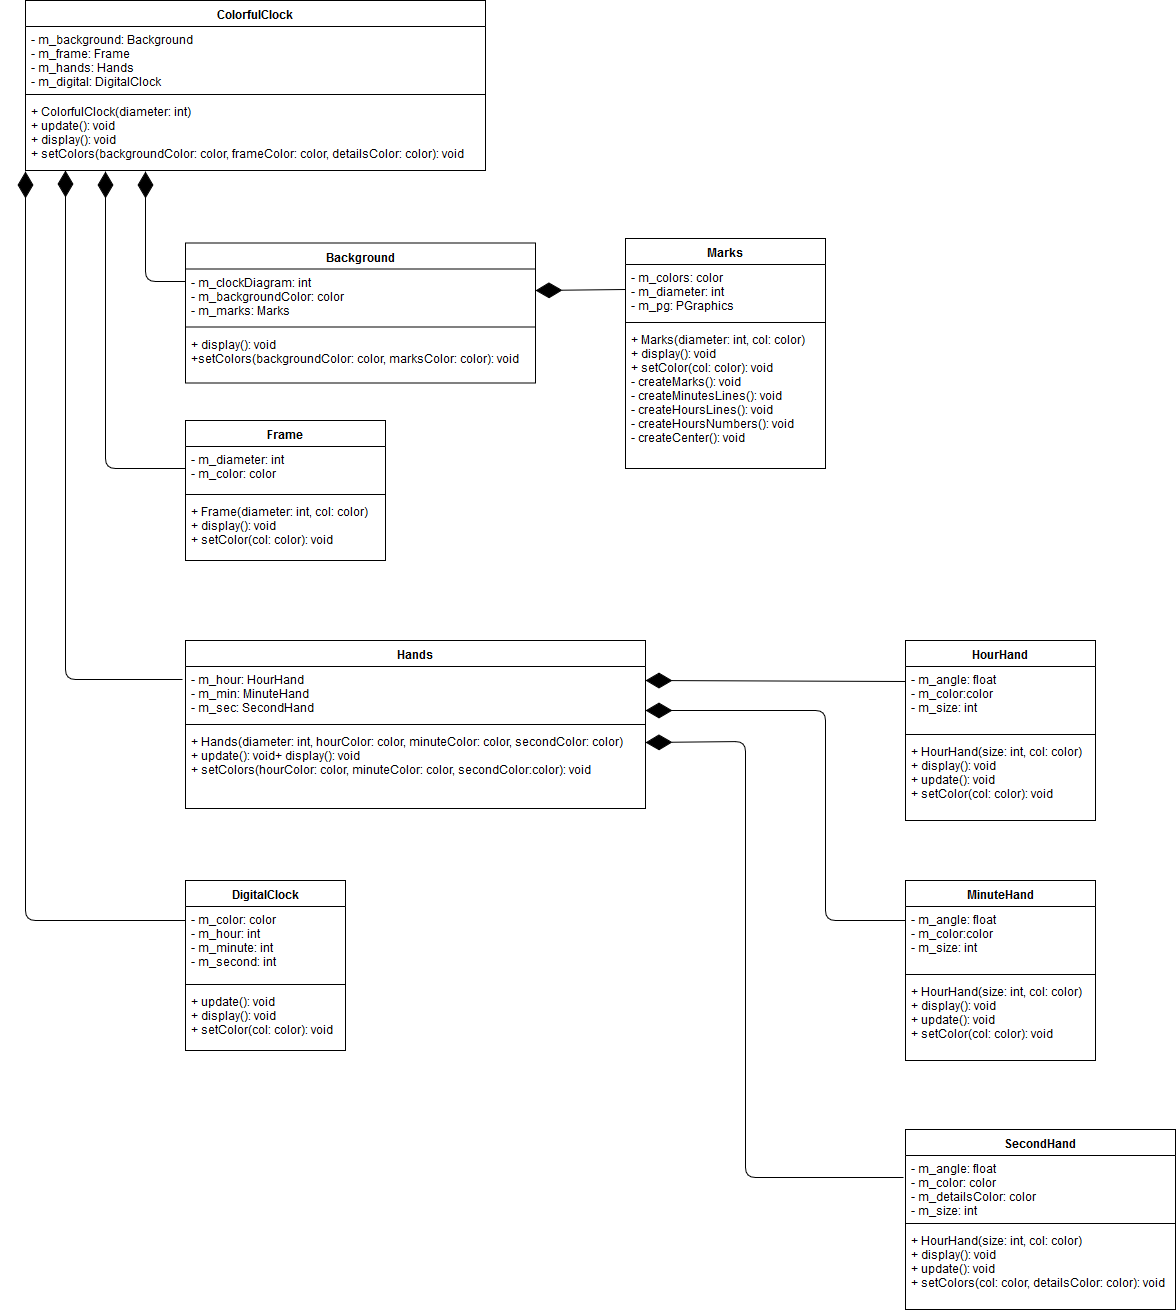 ColorfulClock
- m_background: Background
- m_frame: Frame
- m_hands: Hands
- m_digital: DigitalClock
+ ColorfulClock(diameter: int)
+ update(): void
+ display(): void
+ setColors(backgroundColor: color, frameColor: color, detailsColor: color): void
Background
- m_clockDiagram: int
- m_backgroundColor: color
- m_marks: Marks
+ display(): void
+setColors(backgroundColor: color, marksColor: color): void
Marks
- m_colors: color
- m_diameter: int
- m_pg: PGraphics
+ Marks(diameter: int, col: color)
+ display(): void
+ setColor(col: color): void
- createMarks(): void
- createMinutesLines(): void
- createHoursLines(): void
- createHoursNumbers(): void
- createCenter(): void
Frame
- m_diameter: int
- m_color: color
+ Frame(diameter: int, col: color)
+ display(): void
+ setColor(col: color): void
Hands
- m_hour: HourHand
- m_min: MinuteHand
- m_sec: SecondHand
+ Hands(diameter: int, hourColor: color, minuteColor: color, secondColor: color)
+ update(): void+ display(): void
+ setColors(hourColor: color, minuteColor: color, secondColor:color): void
HourHand
- m_angle: float
- m_color:color
- m_size: int
+ HourHand(size: int, col: color)
+ display(): void
+ update(): void
+ setColor(col: color): void
DigitalClock
- m_color: color
- m_hour: int
- m_minute: int
- m_second: int
+ update(): void
+ display(): void
+ setColor(col: color): void
MinuteHand
- m_angle: float
- m_color:color
- m_size: int
+ HourHand(size: int, col: color)
+ display(): void
+ update(): void
+ setColor(col: color): void
SecondHand
- m_angle: float
- m_color: color
- m_detailsColor: color
- m_size: int
+ HourHand(size: int, col: color)
+ display(): void
+ update(): void
+ setColors(col: color, detailsColor: color): void